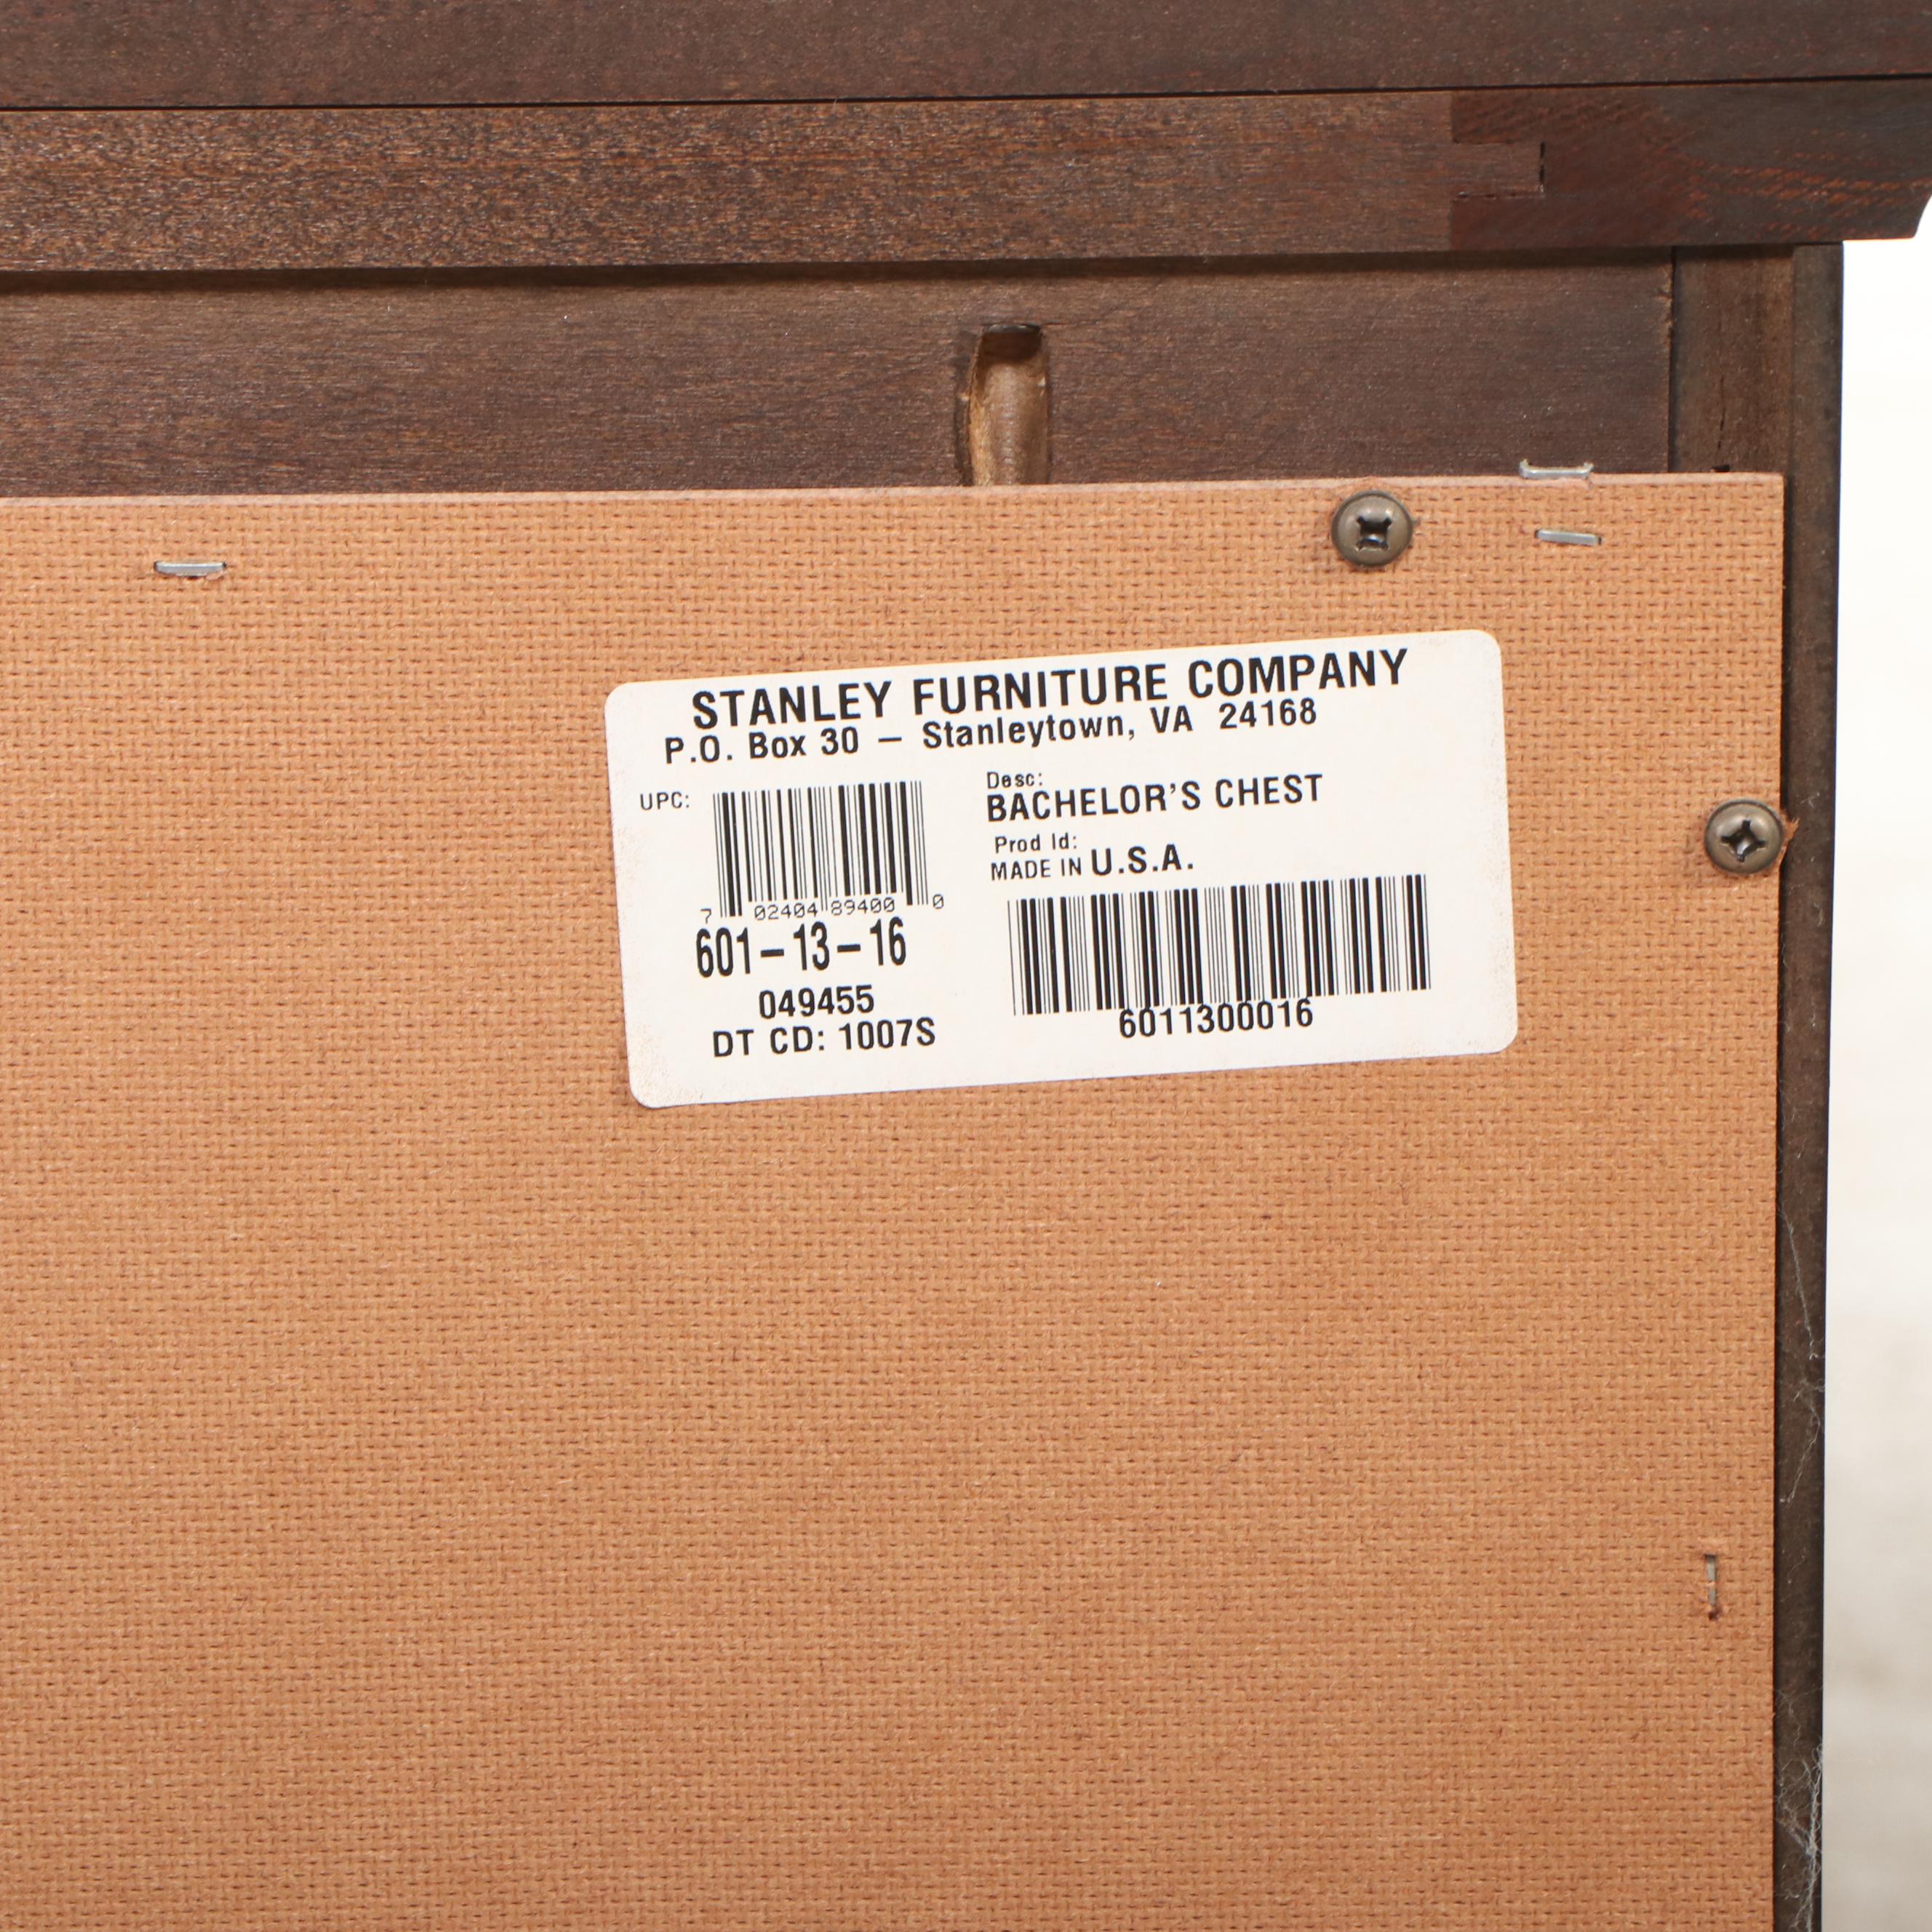 STANLEY FURNITURE COMPANY
P.O. Box 30 — Stanleytown, VA 24168
UPC:
7 02404 89400 0
601-13-16
049455
DT CD: 1007S
Desc:
BACHELOR'S CHEST
Prod Id:
MADE IN U.S.A.
6011300016